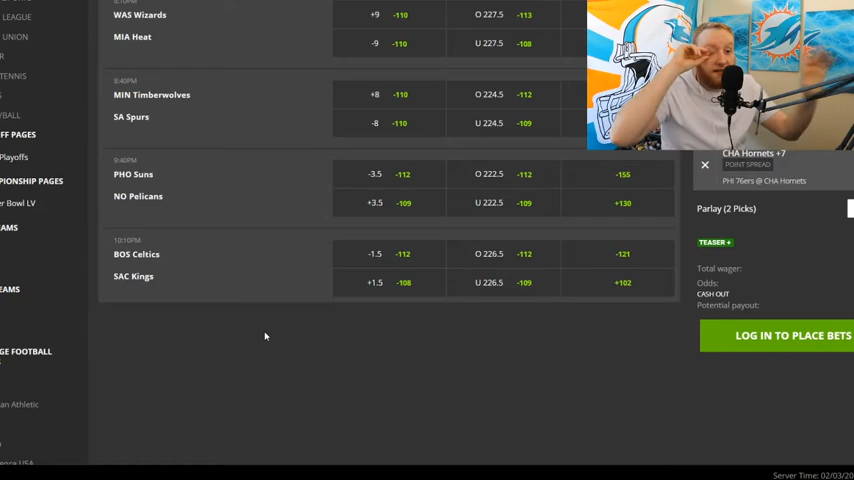 LEAGUE
UNION
R
TENNIS
S
YBALL
FF PAGES
Playoffs
PIONSHIP PAGES
er Bowl LV
AMS
EAMS
GE FOOTBALL
an Athletic
ence USA
WAS Wizards +9 -110 O 227.5 -113
MIA Heat -9 -110 U 227.5 -108
8:40PM
MIN Timberwolves +8 -110 O 224.5 -112
SA Spurs -8 -110 U 224.5 -109
9:40PM
PHO Suns -3.5 -112 O 222.5 -112 -155
NO Pelicans +3.5 -109 U 222.5 -109 +130
10:10PM
BOS Celtics -1.5 -112 O 226.5 -112 -121
SAC Kings +1.5 -108 U 226.5 -109 +102
CHA Hornets +7
POINT SPREAD
PHI 76ers @ CHA Hornets
Parlay (2 Picks)
TEASER +
Total wager:
Odds:
CASH OUT
Potential payout:
LOG IN TO PLACE BETS
Server Time: 02/03/20